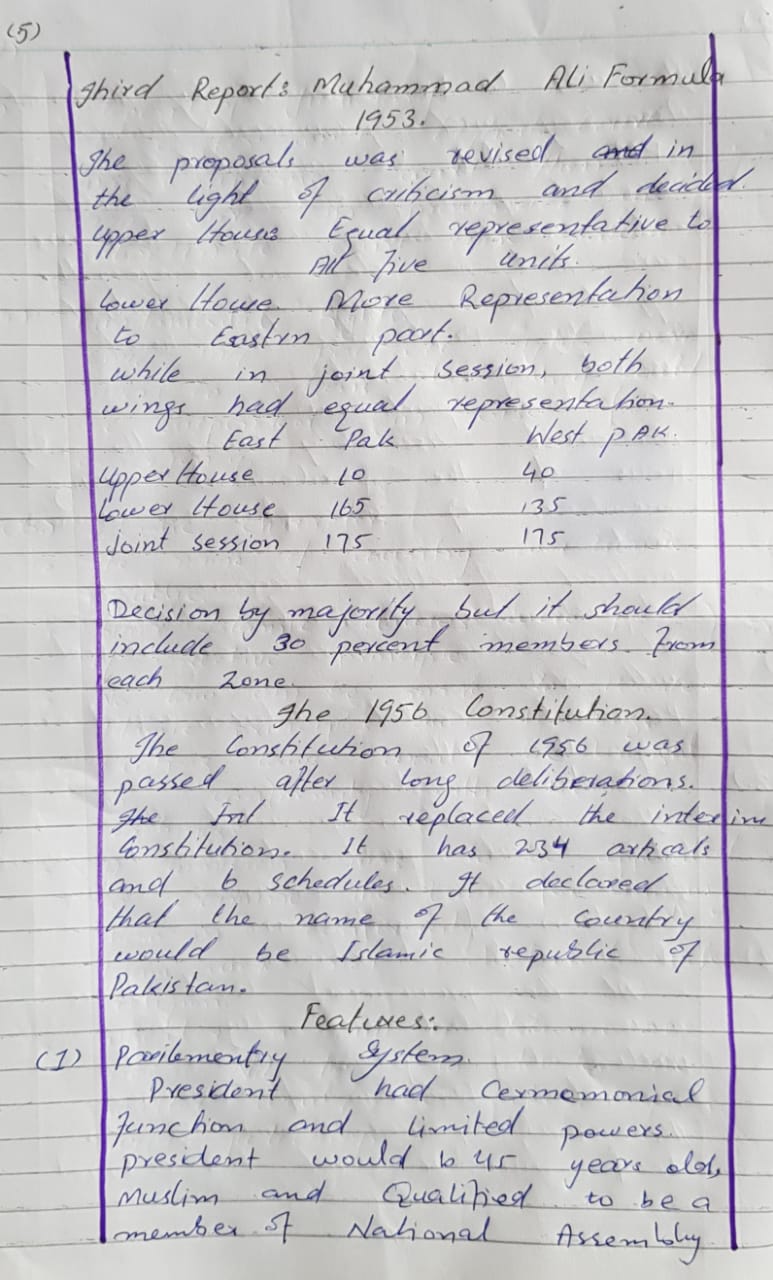 (5)
Third Report: Muhammad Ali Formula
1953.
The proposals was revised and in
the light of criticism and decided.
Upper House Equal representative to
All five units.
Lower House More Representation
to Eastrn part.
while in joint session, both
wings had equal representation.
East Pak West PAK.
Upper House 10 40
Lower House 165 135
joint session 175 175
Decision by majority but it should
include 30 percent members from
each zone.
The 1956 Constitution.
The Constitution of 1956 was
passed after long deliberations.
The It replaced the interim
Constitution. It has 234 articals
and 6 schedules. It declared
that the name of the country
would be Islamic republic of
Pakistan.
Features:
(1) Parilementry System.
President had Cermemonial
function and limited powers.
president would b 45 years old,
Muslim and Qualified to be a
member of National Assembly